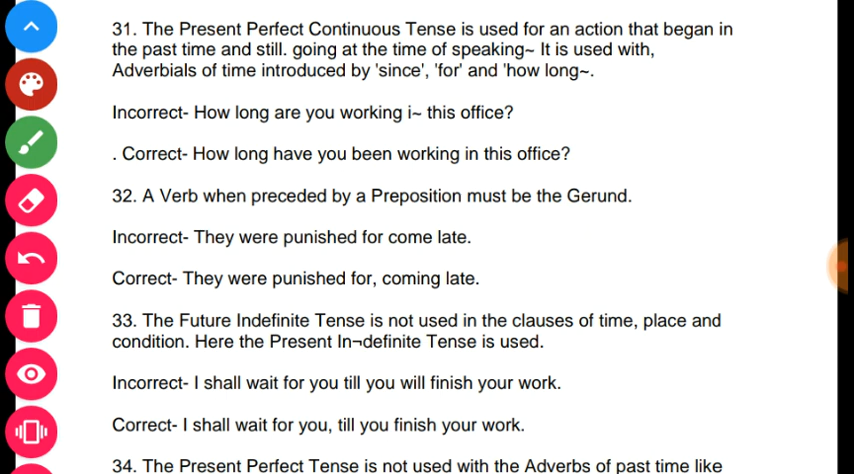 31. The Present Perfect Continuous Tense is used for an action that began in
the past time and still. going at the time of speaking~ It is used with,
Adverbials of time introduced by 'since', 'for' and 'how long~.
Incorrect- How long are you working i~ this office?
. Correct- How long have you been working in this office?
32. A Verb when preceded by a Preposition must be the Gerund.
Incorrect- They were punished for come late.
Correct- They were punished for, coming late.
33. The Future Indefinite Tense is not used in the clauses of time, place and
condition. Here the Present In¬definite Tense is used.
Incorrect- I shall wait for you till you will finish your work.
Correct- I shall wait for you, till you finish your work.
34. The Present Perfect Tense is not used with the Adverbs of past time like